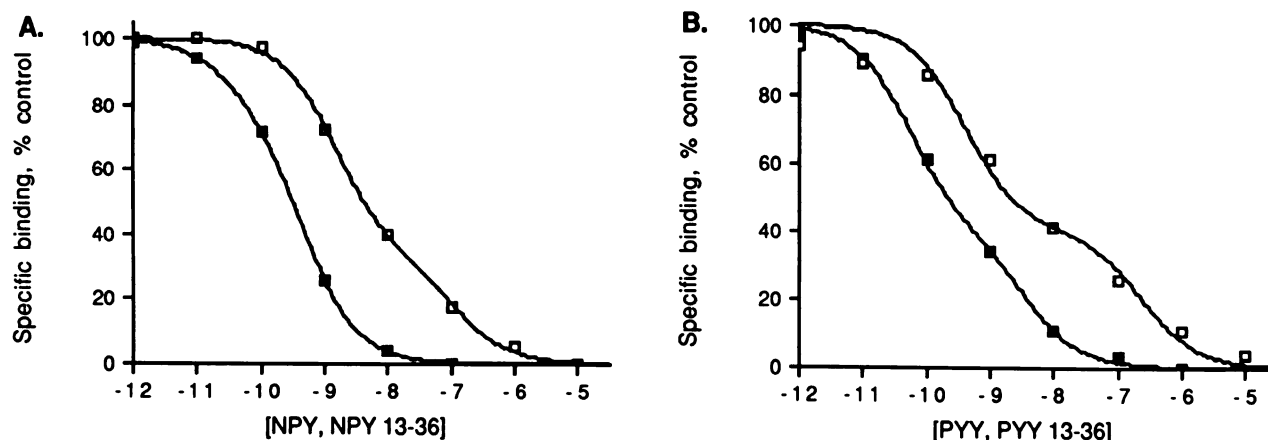 A.
Specific binding, % control
100
80
60
40
20
0
-12 -11 -10 -9 -8 -7 -6 -5
[NPY, NPY 13-36]
B.
Specific binding, % control
100
80
60
40
20
0
-12 -11 -10 -9 -8 -7 -6 -5
[PYY, PYY 13-36]